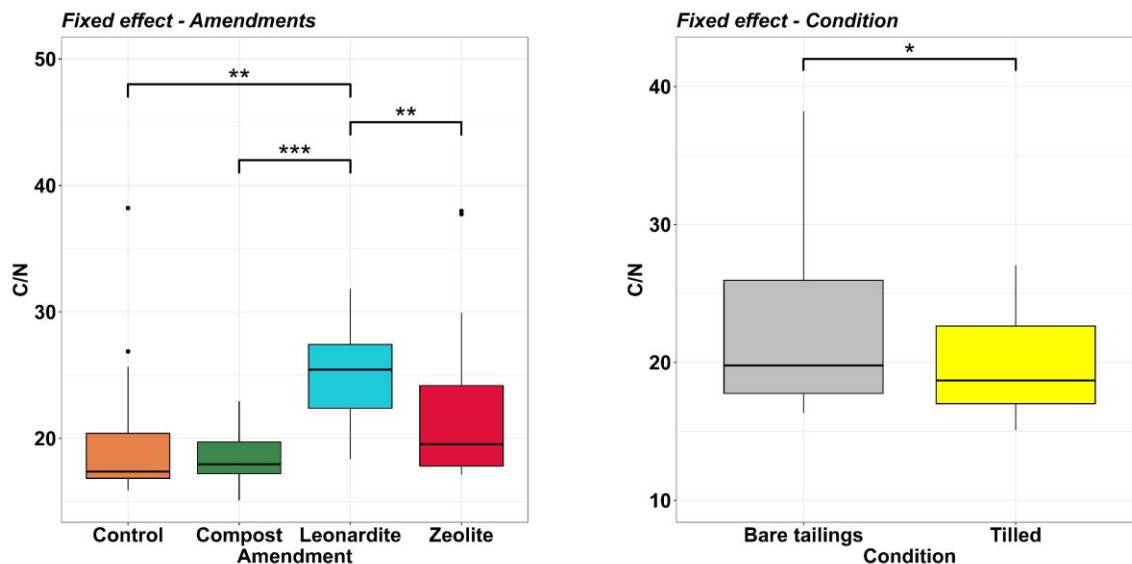 Fixed effect - Amendments
50
40
30
20
C/N
**
**
***
Control Compost Leonardite Zeolite
Amendment
Fixed effect - Condition
40
30
20
10
C/N
*
Bare tailings Tilled
Condition